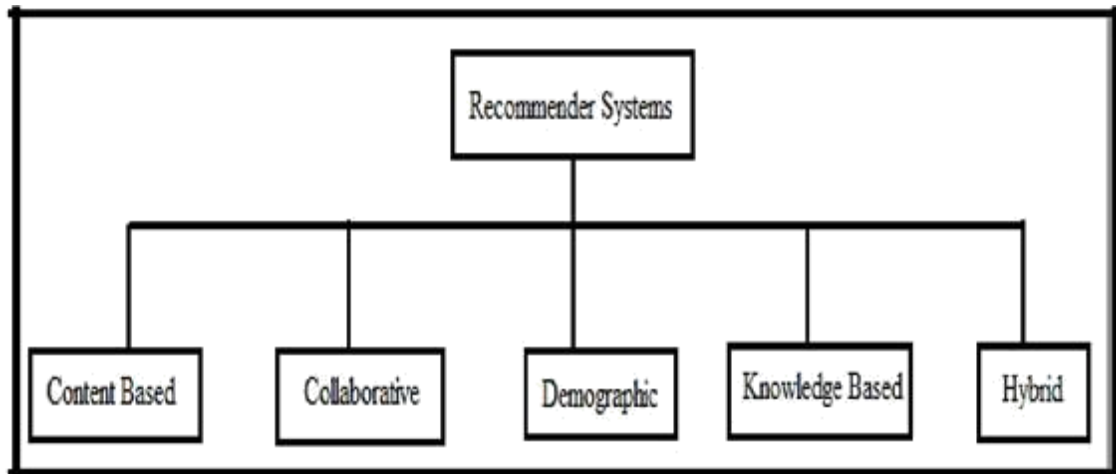 Recommender Systems
Content Based
Collaborative
Demographic
Knowledge Based
Hybrid